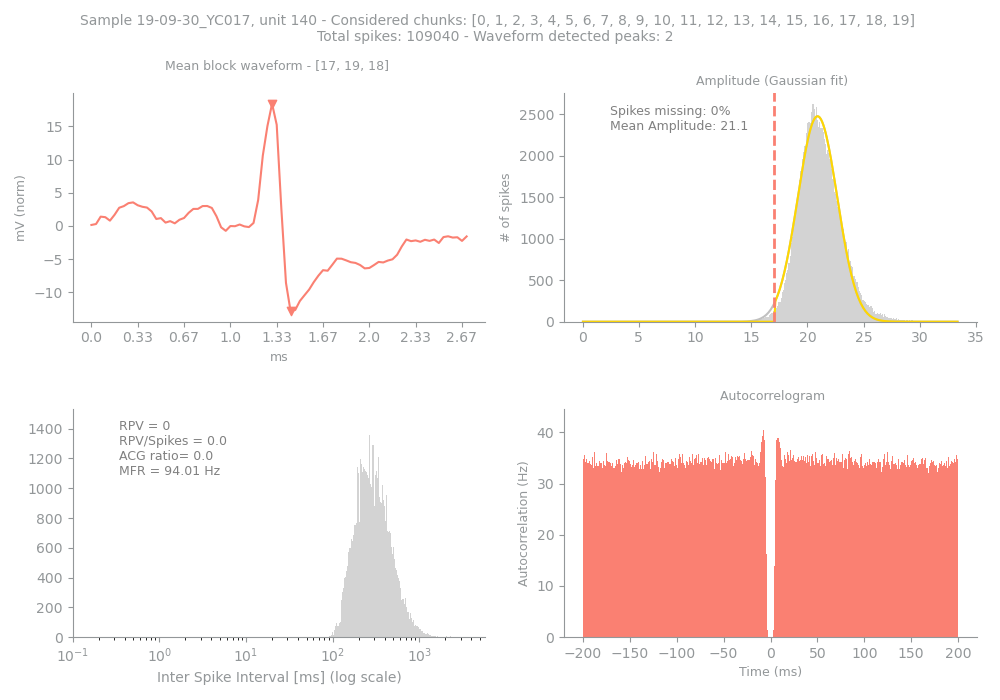 Sample 19-09-30_YC017, unit 140 - Considered chunks: [0, 1, 2, 3, 4, 5, 6, 7, 8, 9, 10, 11, 12, 13, 14, 15, 16, 17, 18, 19]
Total spikes: 109040 - Waveform detected peaks: 2
Mean block waveform - [17, 19, 18]
mV (norm)
15
10
5
0
−5
−10
0.0 0.33 0.67 1.0 1.33 1.67 2.0 2.33 2.67
ms
Amplitude (Gaussian fit)
Spikes missing: 0%
Mean Amplitude: 21.1
# of spikes
2500
2000
1500
1000
500
0
0 5 10 15 20 25 30 35
RPV = 0
RPV/Spikes = 0.0
ACG ratio= 0.0
MFR = 94.01 Hz
1400
1200
1000
800
600
400
200
0
10⁻¹ 10⁰ 10¹ 10² 10³
Inter Spike Interval [ms] (log scale)
Autocorrelogram
Autocorrelation (Hz)
40
30
20
10
0
−200 −150 −100 −50 0 50 100 150 200
Time (ms)